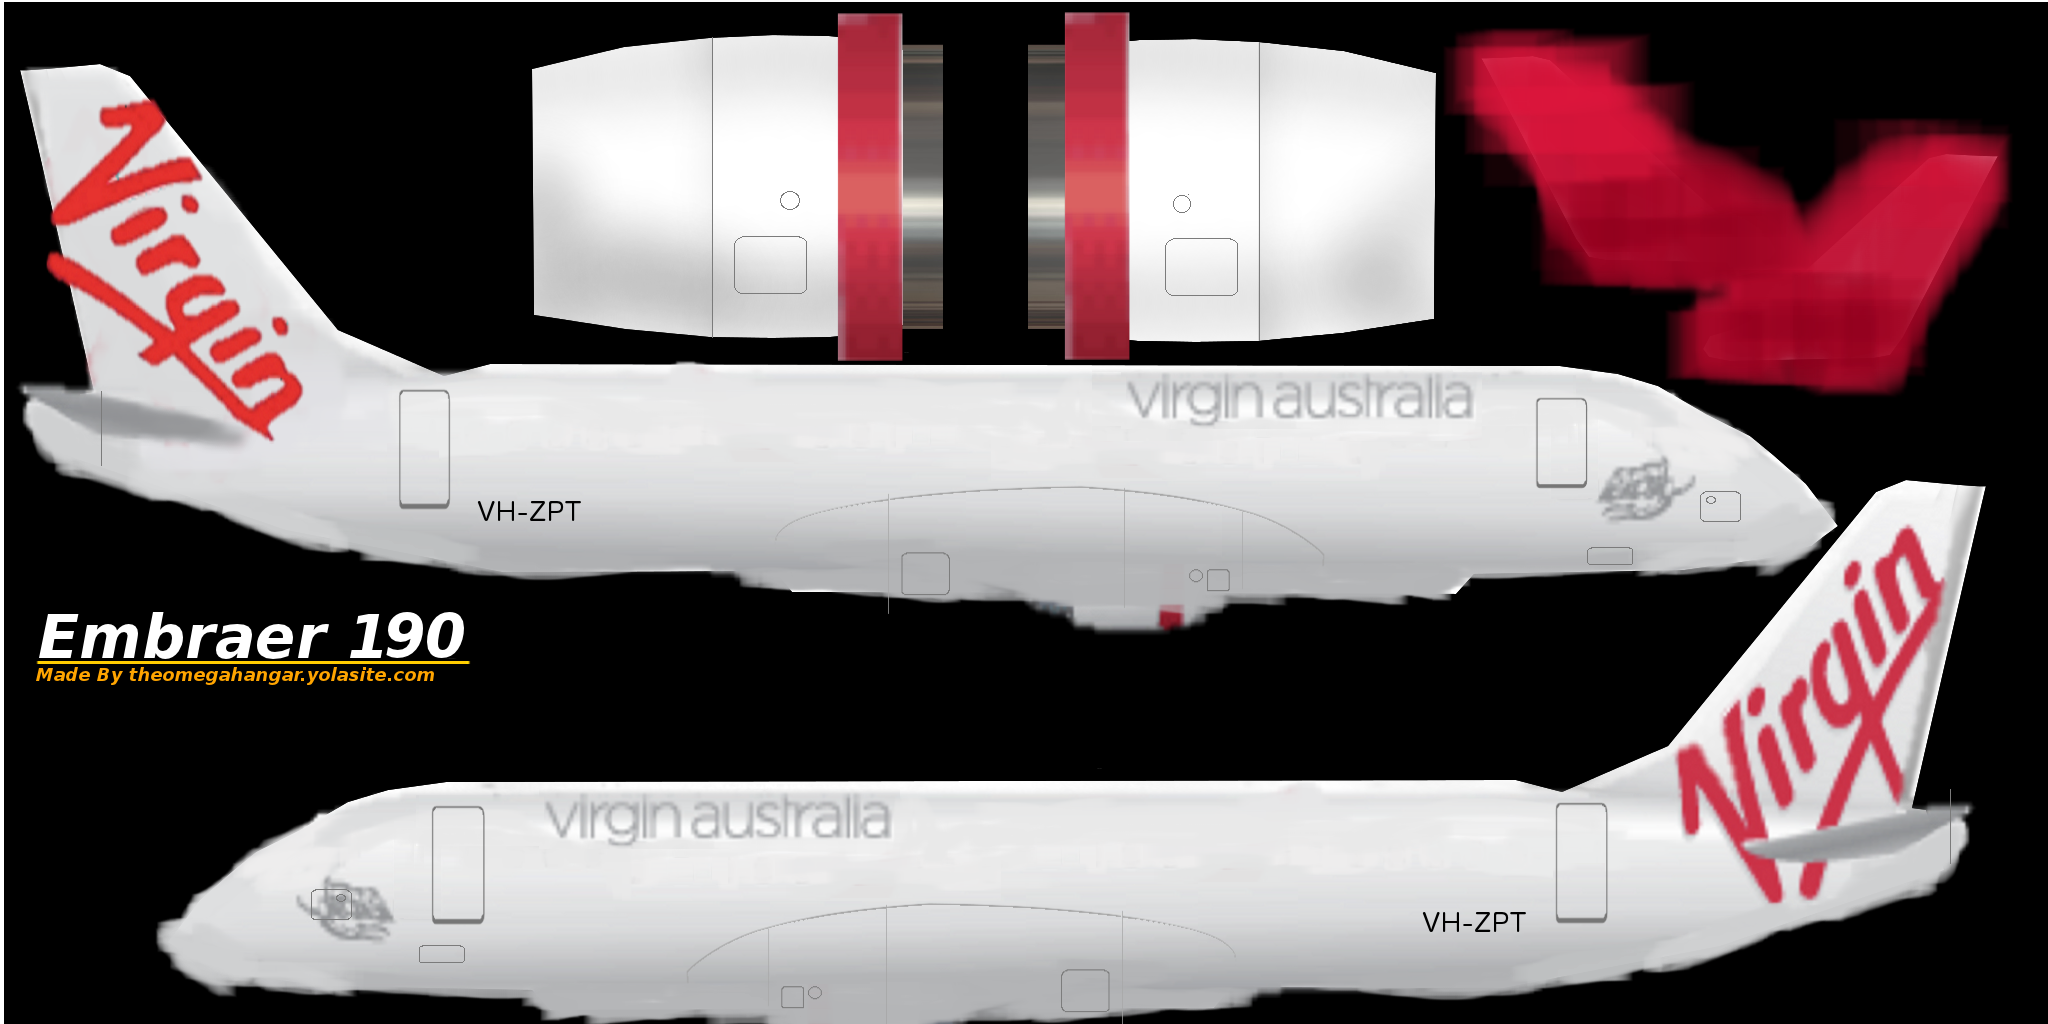 Virgin
virgin australia
VH-ZPT
Embraer 190
Made By theomegahangar.yolasite.com
Virgin
virgin australia
VH-ZPT